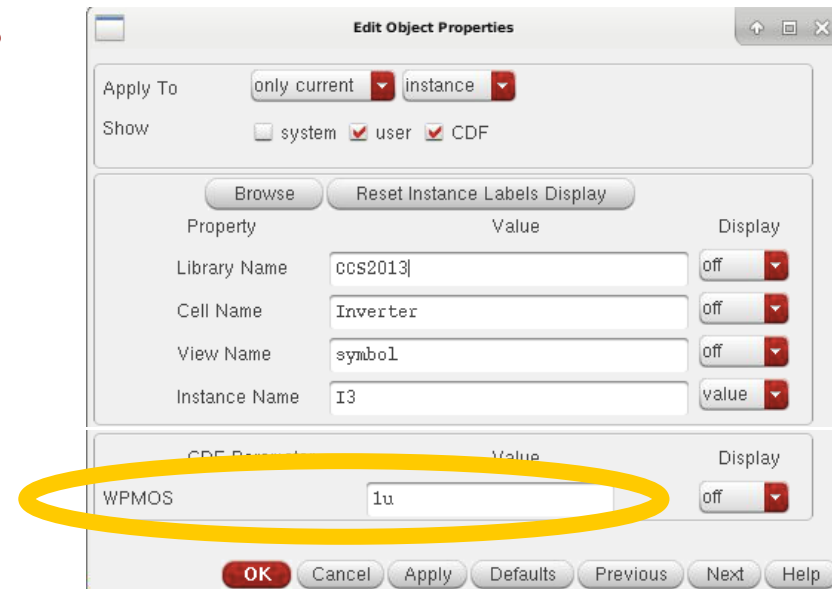 Edit Object Properties
Apply To only current instance
Show system user CDF
Browse Reset Instance Labels Display
Property Value Display
Library Name CCS2013 off
Cell Name Inverter off
View Name symbol off
Instance Name I3 value
CDF Value Display
WPMOS 1u off
OK Cancel Apply Defaults Previous Next Help